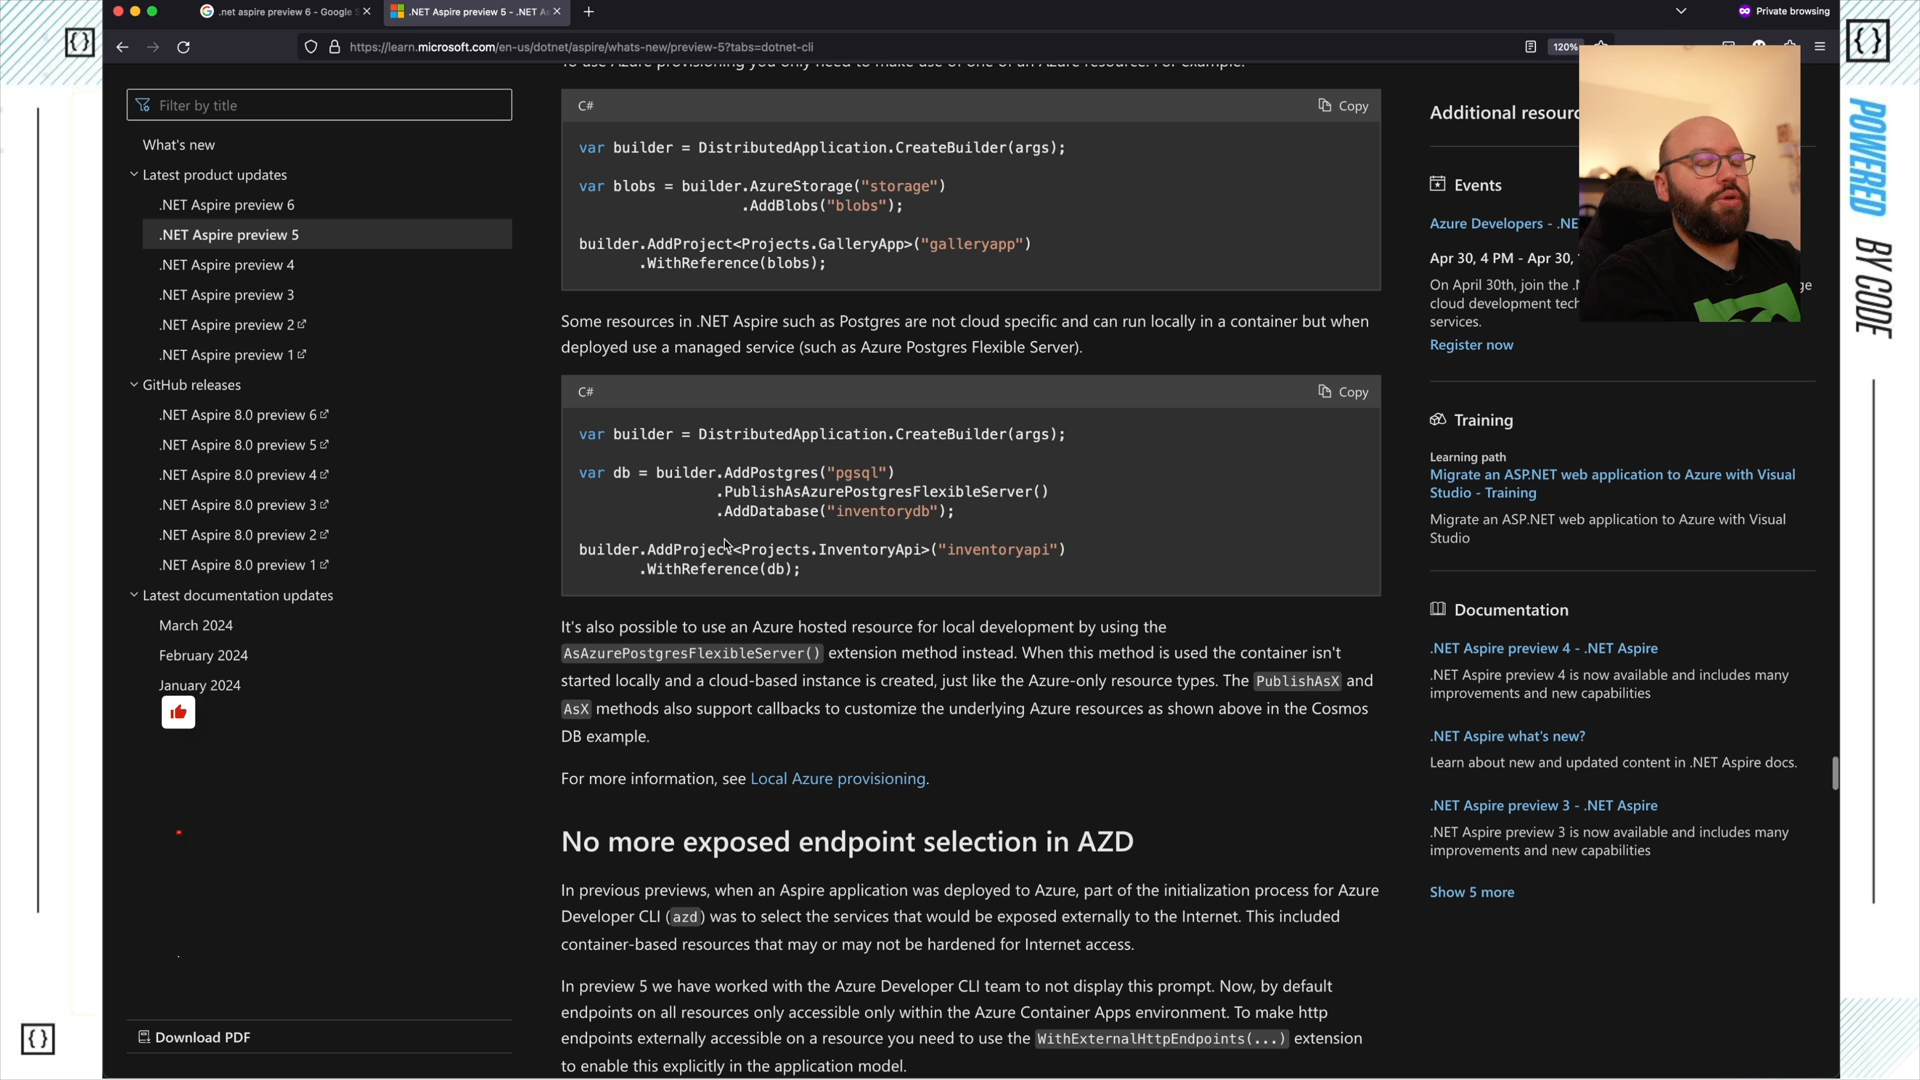 .net aspire preview 6 - Google S
.NET Aspire preview 5 - .NET As
Private browsing
https://learn.microsoft.com/en-us/dotnet/aspire/whats-new/preview-5?tabs=dotnet-cli
120%
Filter by title
What's new
Latest product updates
.NET Aspire preview 6
.NET Aspire preview 5
.NET Aspire preview 4
.NET Aspire preview 3
.NET Aspire preview 2
.NET Aspire preview 1
GitHub releases
.NET Aspire 8.0 preview 6
.NET Aspire 8.0 preview 5
.NET Aspire 8.0 preview 4
.NET Aspire 8.0 preview 3
.NET Aspire 8.0 preview 2
.NET Aspire 8.0 preview 1
Latest documentation updates
March 2024
February 2024
January 2024
Download PDF
To use Azure provisioning you only need to make use of one of an Azure resource. For example:
C#
Copy
var builder = DistributedApplication.CreateBuilder(args);
var blobs = builder.AzureStorage("storage")
.AddBlobs("blobs");
builder.AddProject<Projects.GalleryApp>("galleryapp")
.WithReference(blobs);
Some resources in .NET Aspire such as Postgres are not cloud specific and can run locally in a container but when
deployed use a managed service (such as Azure Postgres Flexible Server).
C#
Copy
var builder = DistributedApplication.CreateBuilder(args);
var db = builder.AddPostgres("pgsql")
.PublishAsAzurePostgresFlexibleServer()
.AddDatabase("inventorydb");
builder.AddProject<Projects.InventoryApi>("inventoryapi")
.WithReference(db);
It's also possible to use an Azure hosted resource for local development by using the
AsAzurePostgresFlexibleServer() extension method instead. When this method is used the container isn't
started locally and a cloud-based instance is created, just like the Azure-only resource types. The PublishAsX and
AsX methods also support callbacks to customize the underlying Azure resources as shown above in the Cosmos
DB example.
For more information, see Local Azure provisioning.
No more exposed endpoint selection in AZD
In previous previews, when an Aspire application was deployed to Azure, part of the initialization process for Azure
Developer CLI (azd) was to select the services that would be exposed externally to the Internet. This included
container-based resources that may or may not be hardened for Internet access.
In preview 5 we have worked with the Azure Developer CLI team to not display this prompt. Now, by default
endpoints on all resources only accessible only within the Azure Container Apps environment. To make http
endpoints externally accessible on a resource you need to use the WithExternalHttpEndpoints(...) extension
to enable this explicitly in the application model.
Additional resourc
Events
Azure Developers - .NE
Apr 30, 4 PM - Apr 30,
On April 30th, join the .N
ge
cloud development tech
services.
Register now
Training
Learning path
Migrate an ASP.NET web application to Azure with Visual
Studio - Training
Migrate an ASP.NET web application to Azure with Visual
Studio
Documentation
.NET Aspire preview 4 - .NET Aspire
.NET Aspire preview 4 is now available and includes many
improvements and new capabilities
.NET Aspire what's new?
Learn about new and updated content in .NET Aspire docs.
.NET Aspire preview 3 - .NET Aspire
.NET Aspire preview 3 is now available and includes many
improvements and new capabilities
Show 5 more
{}
{}
{}
POWERED BY CODE